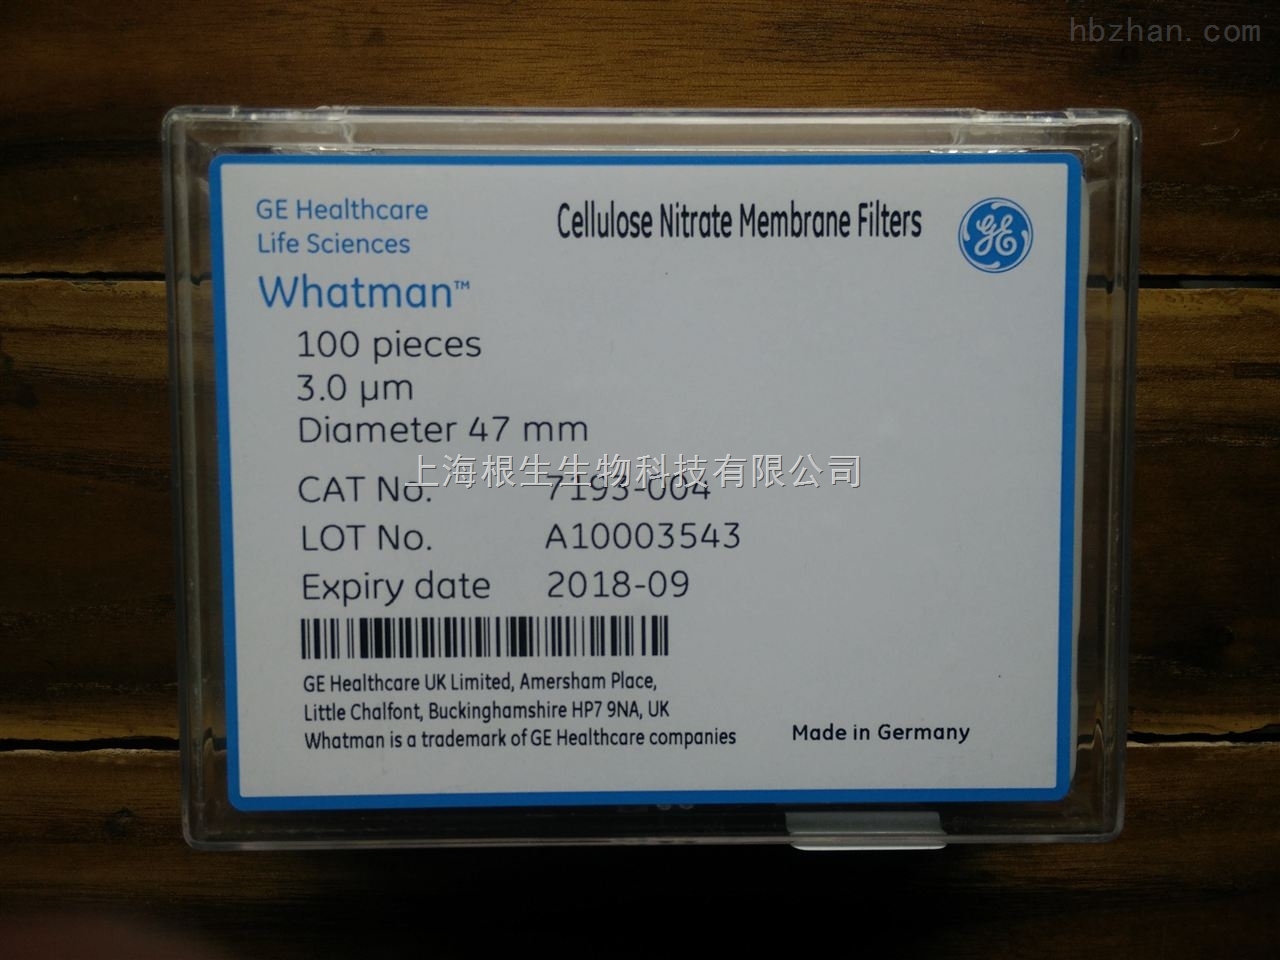 hbzhan.com
GE Healthcare
Life Sciences
Cellulose Nitrate Membrane Filters
GE
Whatman™
100 pieces
3.0 µm
Diameter 47 mm
上海根生生物科技有限公司
CAT No. 7193-004
LOT No. A10003543
Expiry date 2018-09
GE Healthcare UK Limited, Amersham Place,
Little Chalfont, Buckinghamshire HP7 9NA, UK
Whatman is a trademark of GE Healthcare companies
Made in Germany